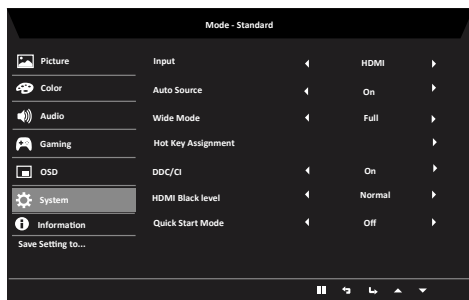 Mode - Standard
Picture
Input HDMI
Color
Auto Source On
Audio
Wide Mode Full
Gaming
Hot Key Assignment
OSD
DDC/CI On
System
HDMI Black level Normal
Information
Quick Start Mode Off
Save Setting to...